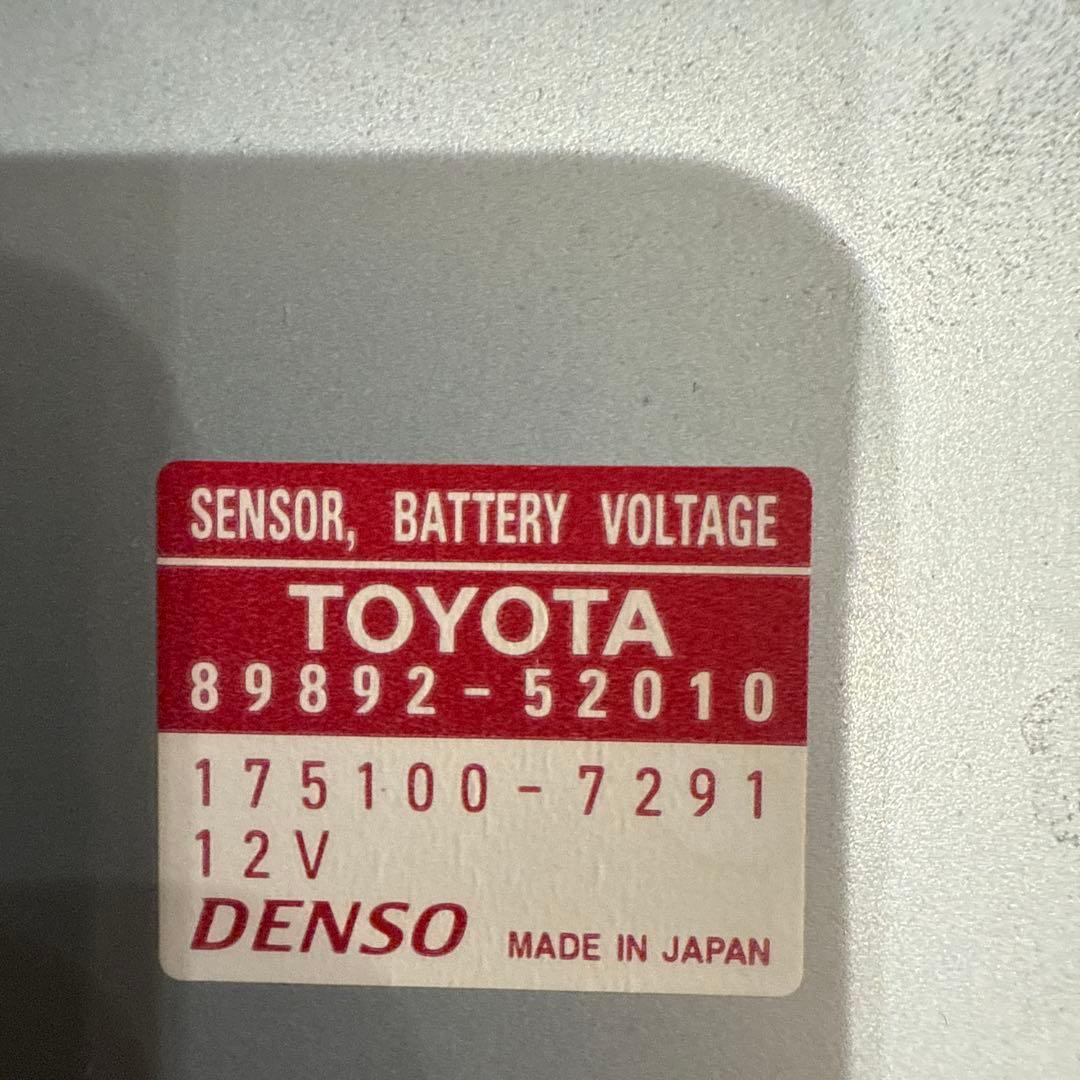 SENSOR, BATTERY VOLTAGE
TOYOTA
89892-52010
175100-7291
12V
DENSO MADE IN JAPAN